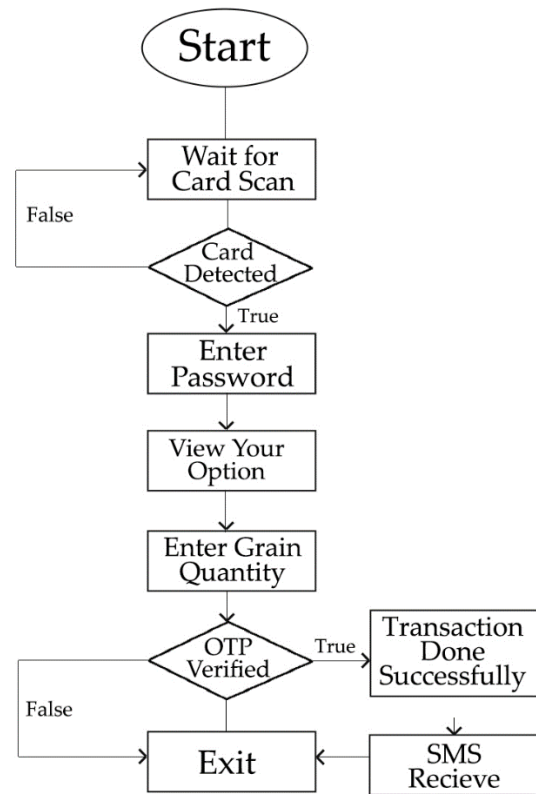 Start
Wait for
Card Scan
False
Card
Detected
True
Enter
Password
View Your
Option
Enter Grain
Quantity
OTP
Verified
True
Transaction
Done
Successfully
False
Exit
SMS
Recieve